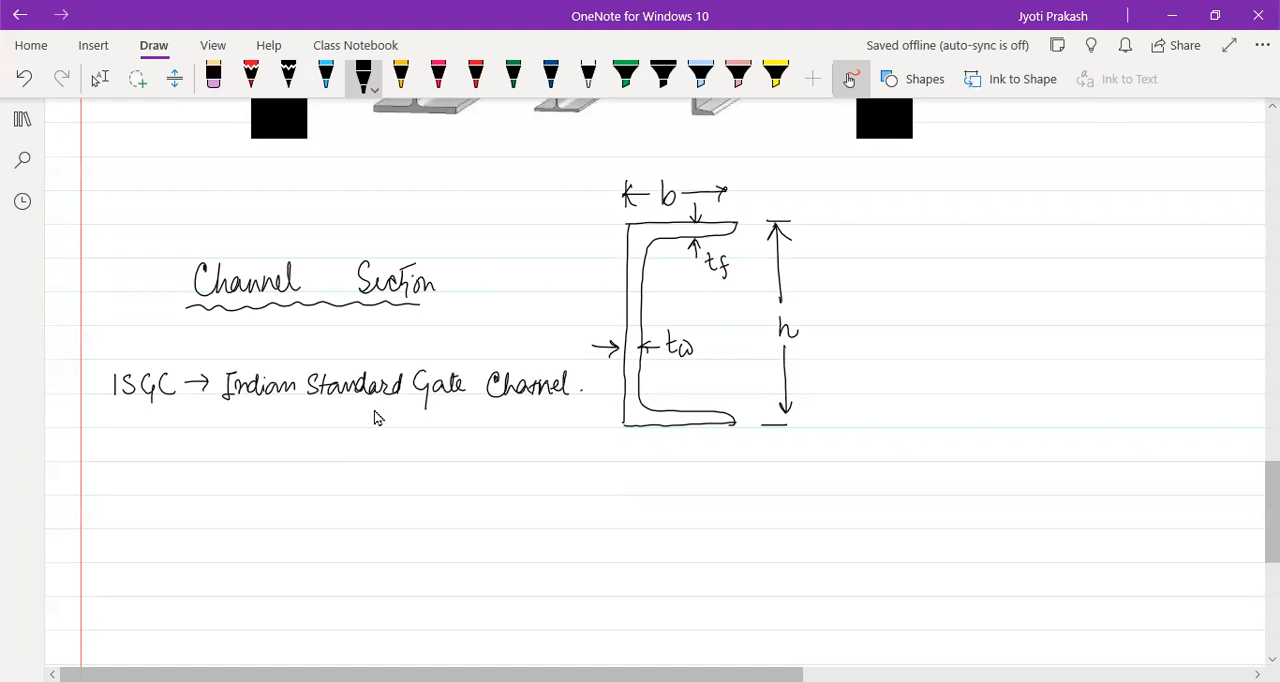 OneNote for Windows 10
Jyoti Prakash
Home Insert Draw View Help Class Notebook
Saved offline (auto-sync is off) Share
Shapes Ink to Shape Ink to Text
b
tf
Channel Section
h
tω
ISGC → Indian Standard Gate Channel.